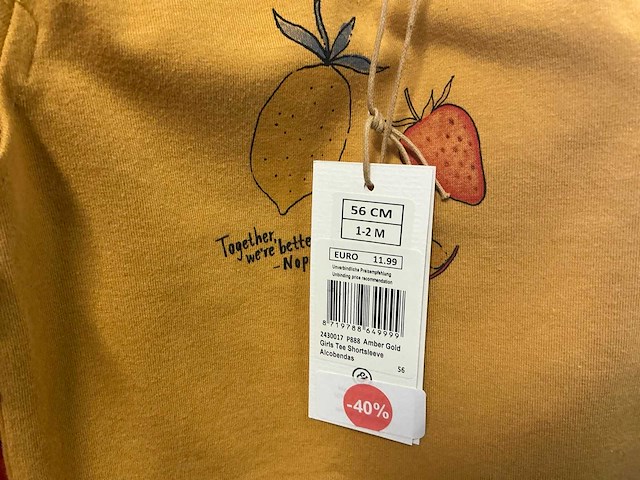 Together,
we're bette
-Nop
56 CM
1-2 M
EURO 11.99
Unverbindliche Preisempfehlung
Unbinding price recommendation
8 719788 649999
2430017 P888 Amber Gold
Girls Tee Shortsleeve
Alcobendas
56
-40%